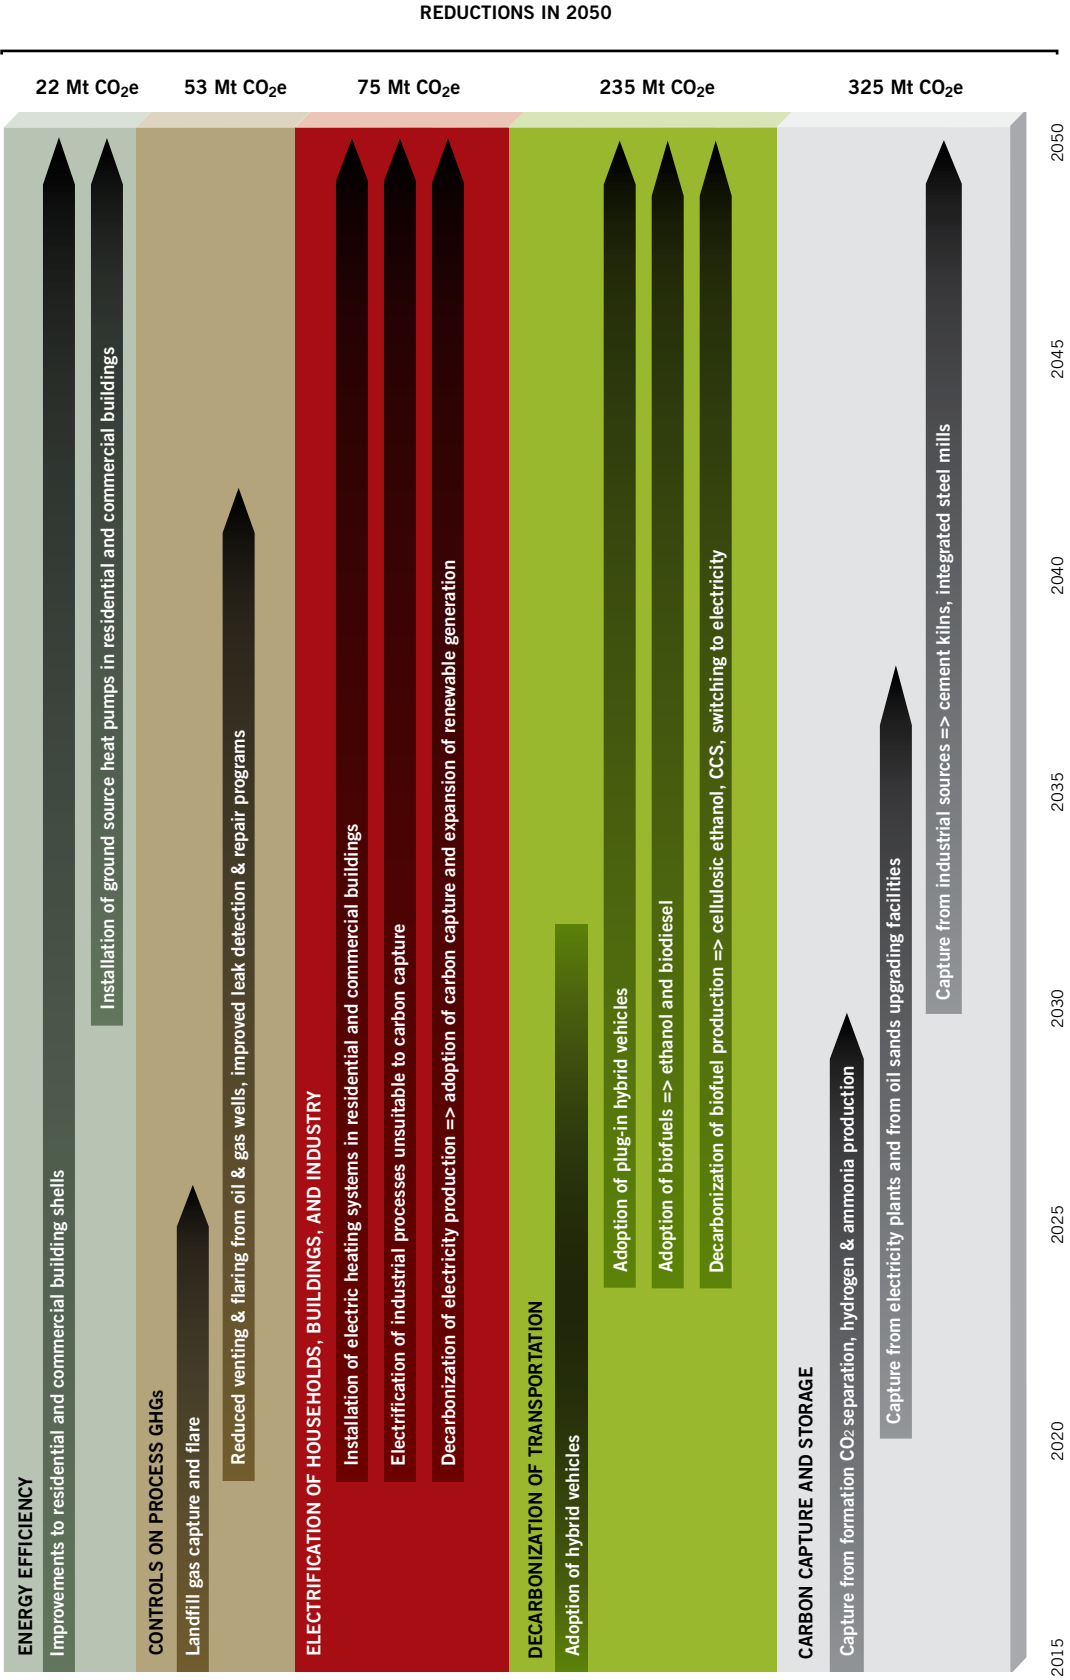 REDUCTIONS IN 2050
22 Mt CO2e
53 Mt CO2e
75 Mt CO2e
235 Mt CO2e
325 Mt CO2e
ENERGY EFFICIENCY
Improvements to residential and commercial building shells
Installation of ground source heat pumps in residential and commercial buildings
CONTROLS ON PROCESS GHGs
Landfill gas capture and flare
Reduced venting & flaring from oil & gas wells, improved leak detection & repair programs
ELECTRIFICATION OF HOUSEHOLDS, BUILDINGS, AND INDUSTRY
Installation of electric heating systems in residential and commercial buildings
Electrification of industrial processes unsuitable to carbon capture
Decarbonization of electricity production => adoption of carbon capture and expansion of renewable generation
DECARBONIZATION OF TRANSPORTATION
Adoption of hybrid vehicles
Adoption of plug-in hybrid vehicles
Adoption of biofuels => ethanol and biodiesel
Decarbonization of biofuel production => cellulosic ethanol, CCS, switching to electricity
CARBON CAPTURE AND STORAGE
Capture from formation CO2 separation, hydrogen & ammonia production
Capture from electricity plants and from oil sands upgrading facilities
Capture from industrial sources => cement kilns, integrated steel mills
2015
2020
2025
2030
2035
2040
2045
2050